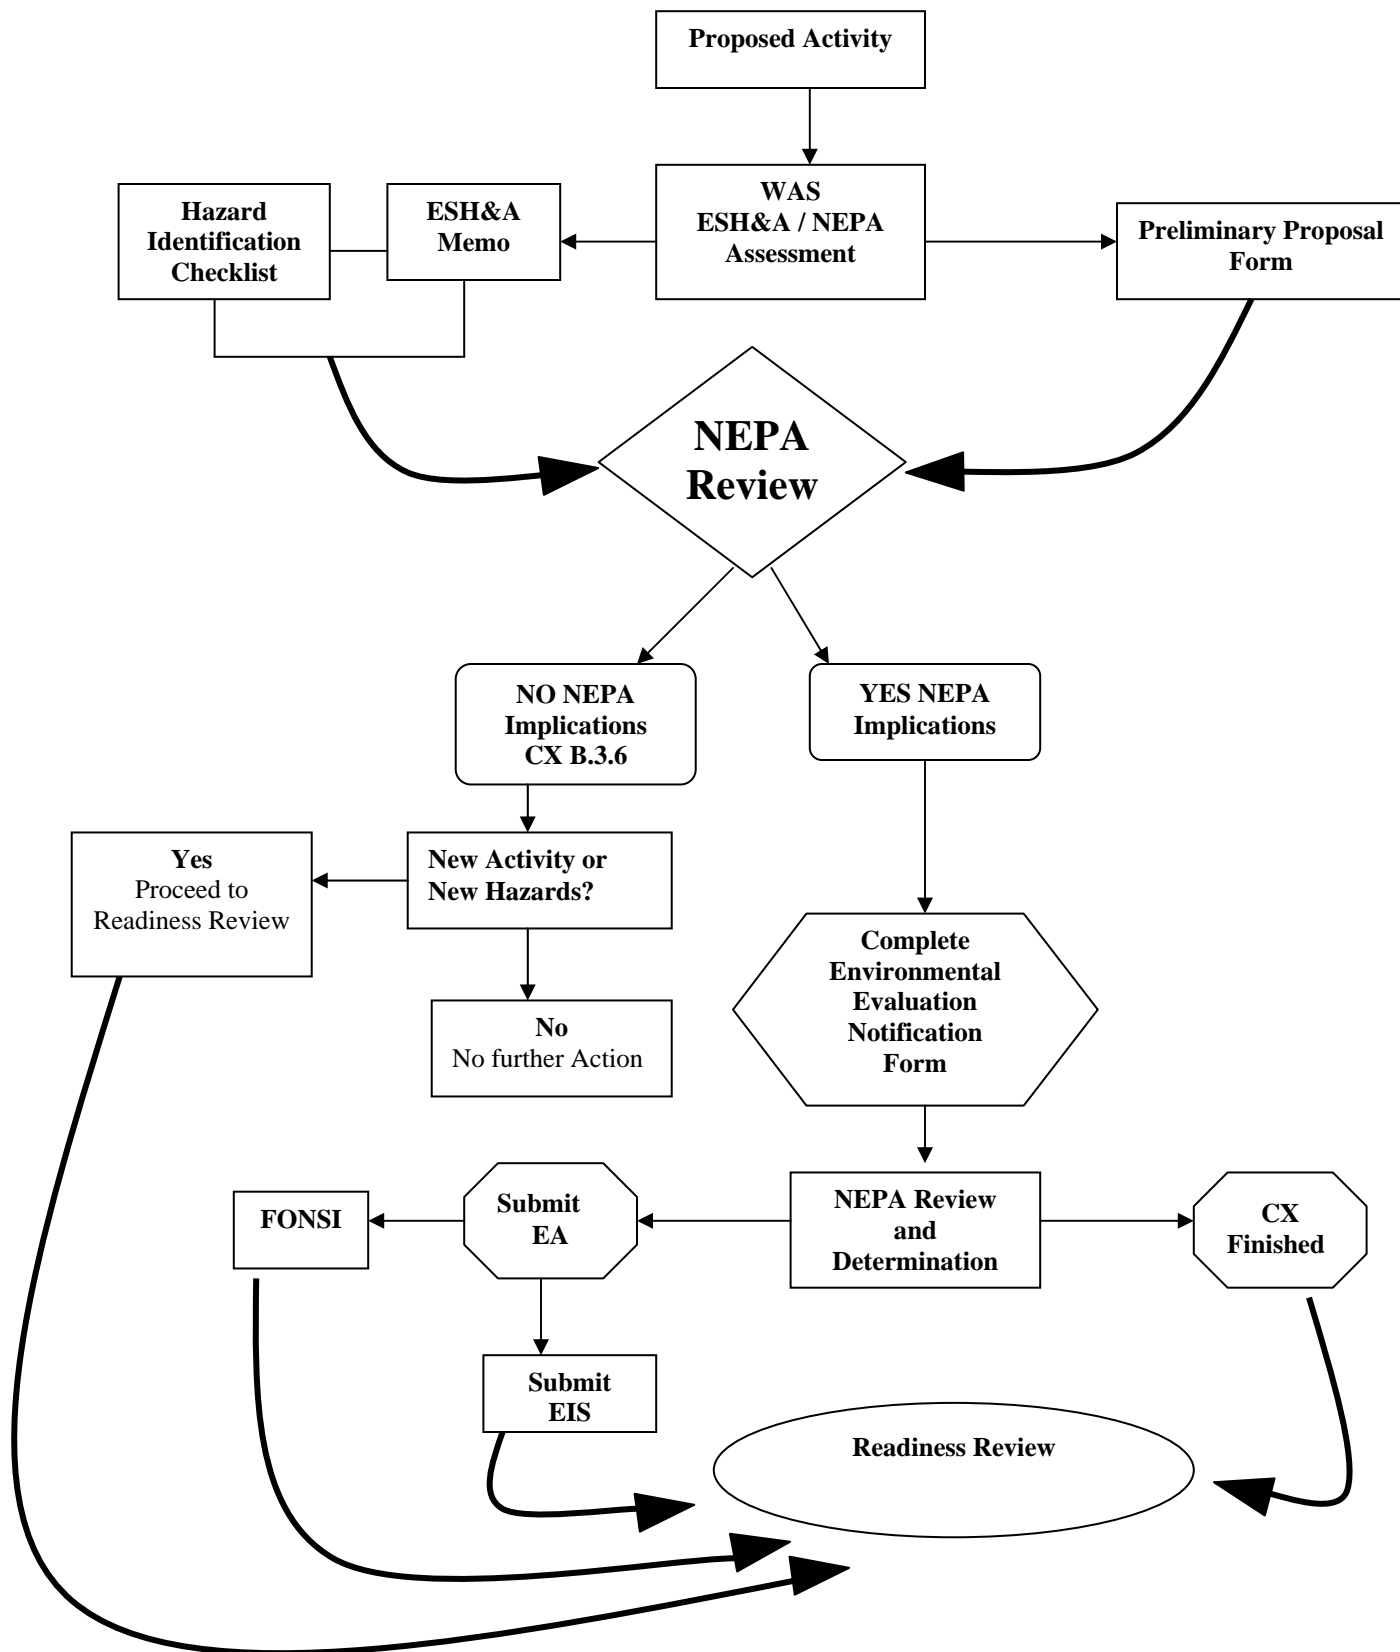 Proposed Activity
WAS
ESH&A / NEPA
Assessment
Hazard
Identification
Checklist
ESH&A
Memo
Preliminary Proposal
Form
NEPA
Review
NO NEPA
Implications
CX B.3.6
YES NEPA
Implications
Yes
Proceed to
Readiness Review
New Activity or
New Hazards?
No
No further Action
Complete
Environmental
Evaluation
Notification
Form
FONSI
Submit
EA
NEPA Review
and
Determination
CX
Finished
Submit
EIS
Readiness Review